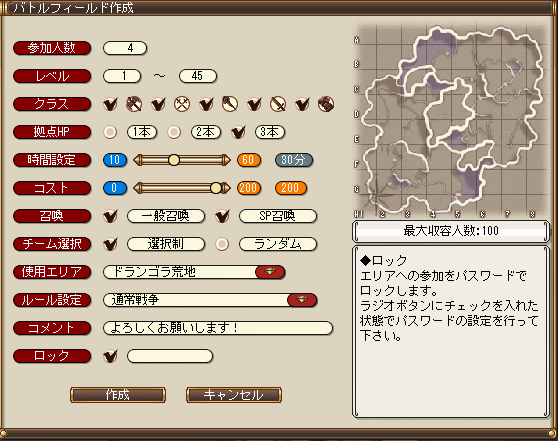 バトルフィールド作成
参加人数 4
レベル 1 ～ 45
クラス
拠点HP 1本 2本 3本
時間設定 10 60 30分
コスト 0 200 200
召喚 一般召喚 SP召喚
チーム選択 選択制 ランダム
使用エリア ドランゴラ荒地
ルール設定 通常戦争
コメント よろしくお願いします！
ロック
作成 キャンセル
A
B
C
D
E
F
G
H1 2 3 4 5 6 7 8
最大収容人数:100
◆ロック
エリアへの参加をパスワードで
ロックします。
ラジオボタンにチェックを入れた
状態でパスワードの設定を行って
下さい。